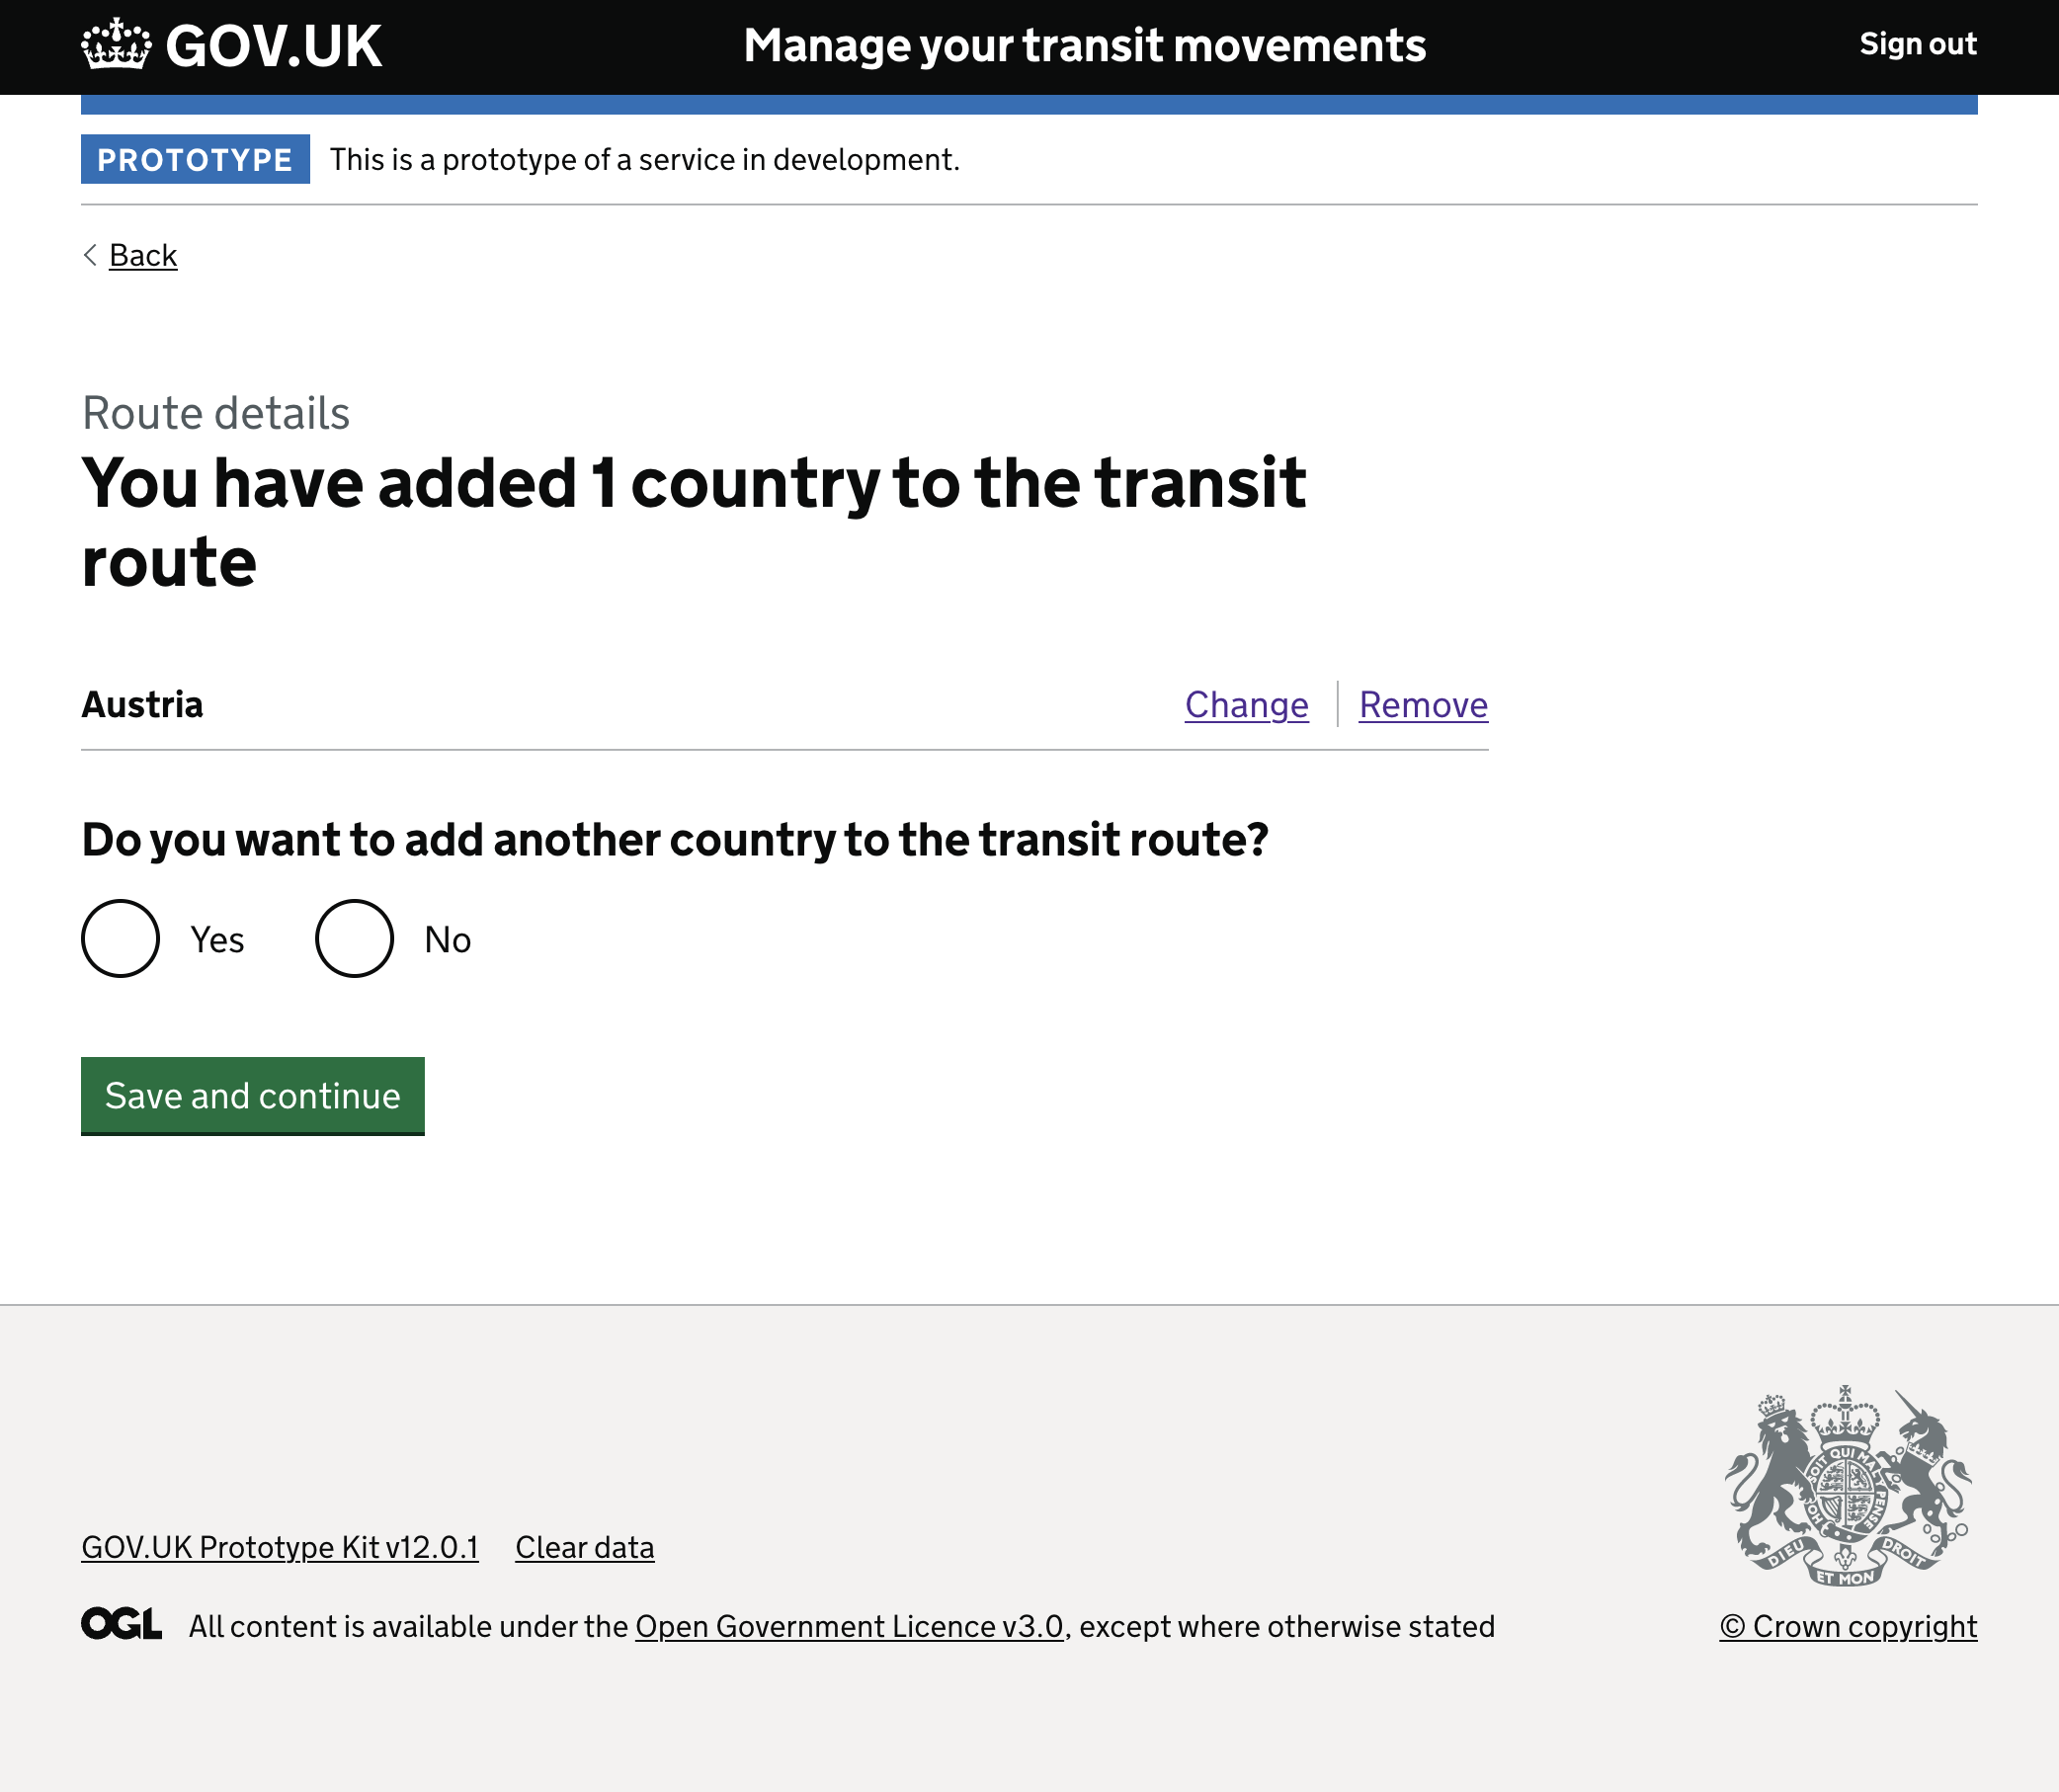 GOV.UK
Manage your transit movements
Sign out
PROTOTYPE
This is a prototype of a service in development.
Back
Route details
You have added 1 country to the transit
route
Austria
Change
Remove
Do you want to add another country to the transit route?
Yes
No
Save and continue
SOIT QUI MAL
PENSE
HON
DIEU
ET MON
DROIT
GOV.UK Prototype Kit v12.0.1
Clear data
OGL
All content is available under the Open Government Licence v3.0, except where otherwise stated
© Crown copyright